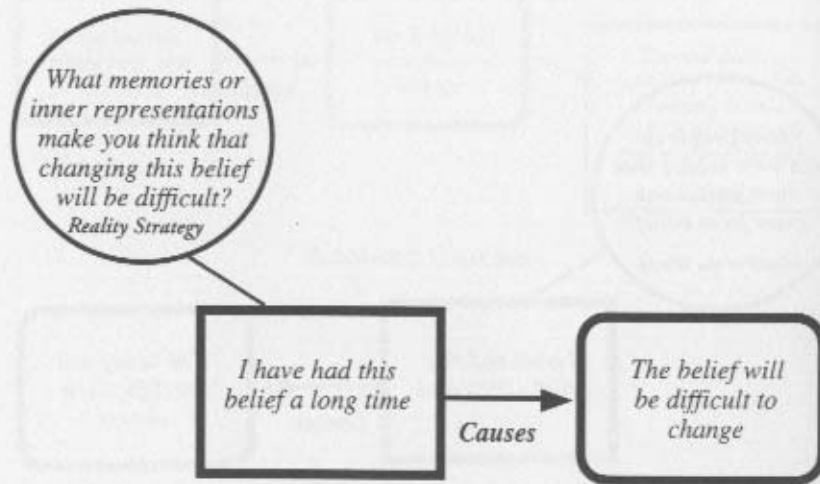 What memories or
inner representations
make you think that
changing this belief
will be difficult?
Reality Strategy
I have had this
belief a long time
Causes
The belief will
be difficult to
change